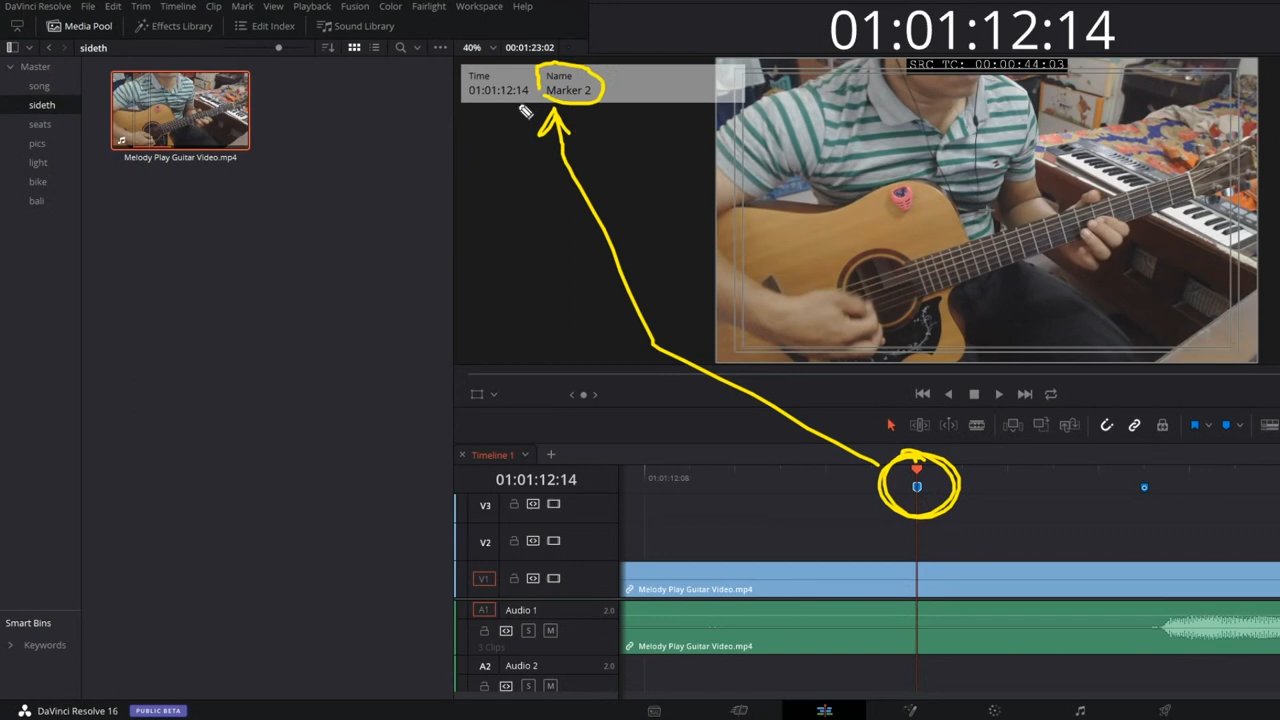 DaVinci Resolve File Edit Trim Timeline Clip Mark View Playback Fusion Color Fairlight Workspace Help
Media Pool Effects Library Edit Index Sound Library
01:01:12:14
sideth
40% 00:01:23:02
SRC TC: 00:00:44:03
Master
song
sideth
seats
pics
light
bike
bali
Melody Play Guitar Video.mp4
Time Name
01:01:12:14 Marker 2
Timeline 1
01:01:12:14
01:01:12:08
V3
V2
V1
Melody Play Guitar Video.mp4
A1 Audio 1 2.0
S M
3 Clips
Melody Play Guitar Video.mp4
A2 Audio 2 2.0
S M
Smart Bins
Keywords
DaVinci Resolve 16 PUBLIC BETA